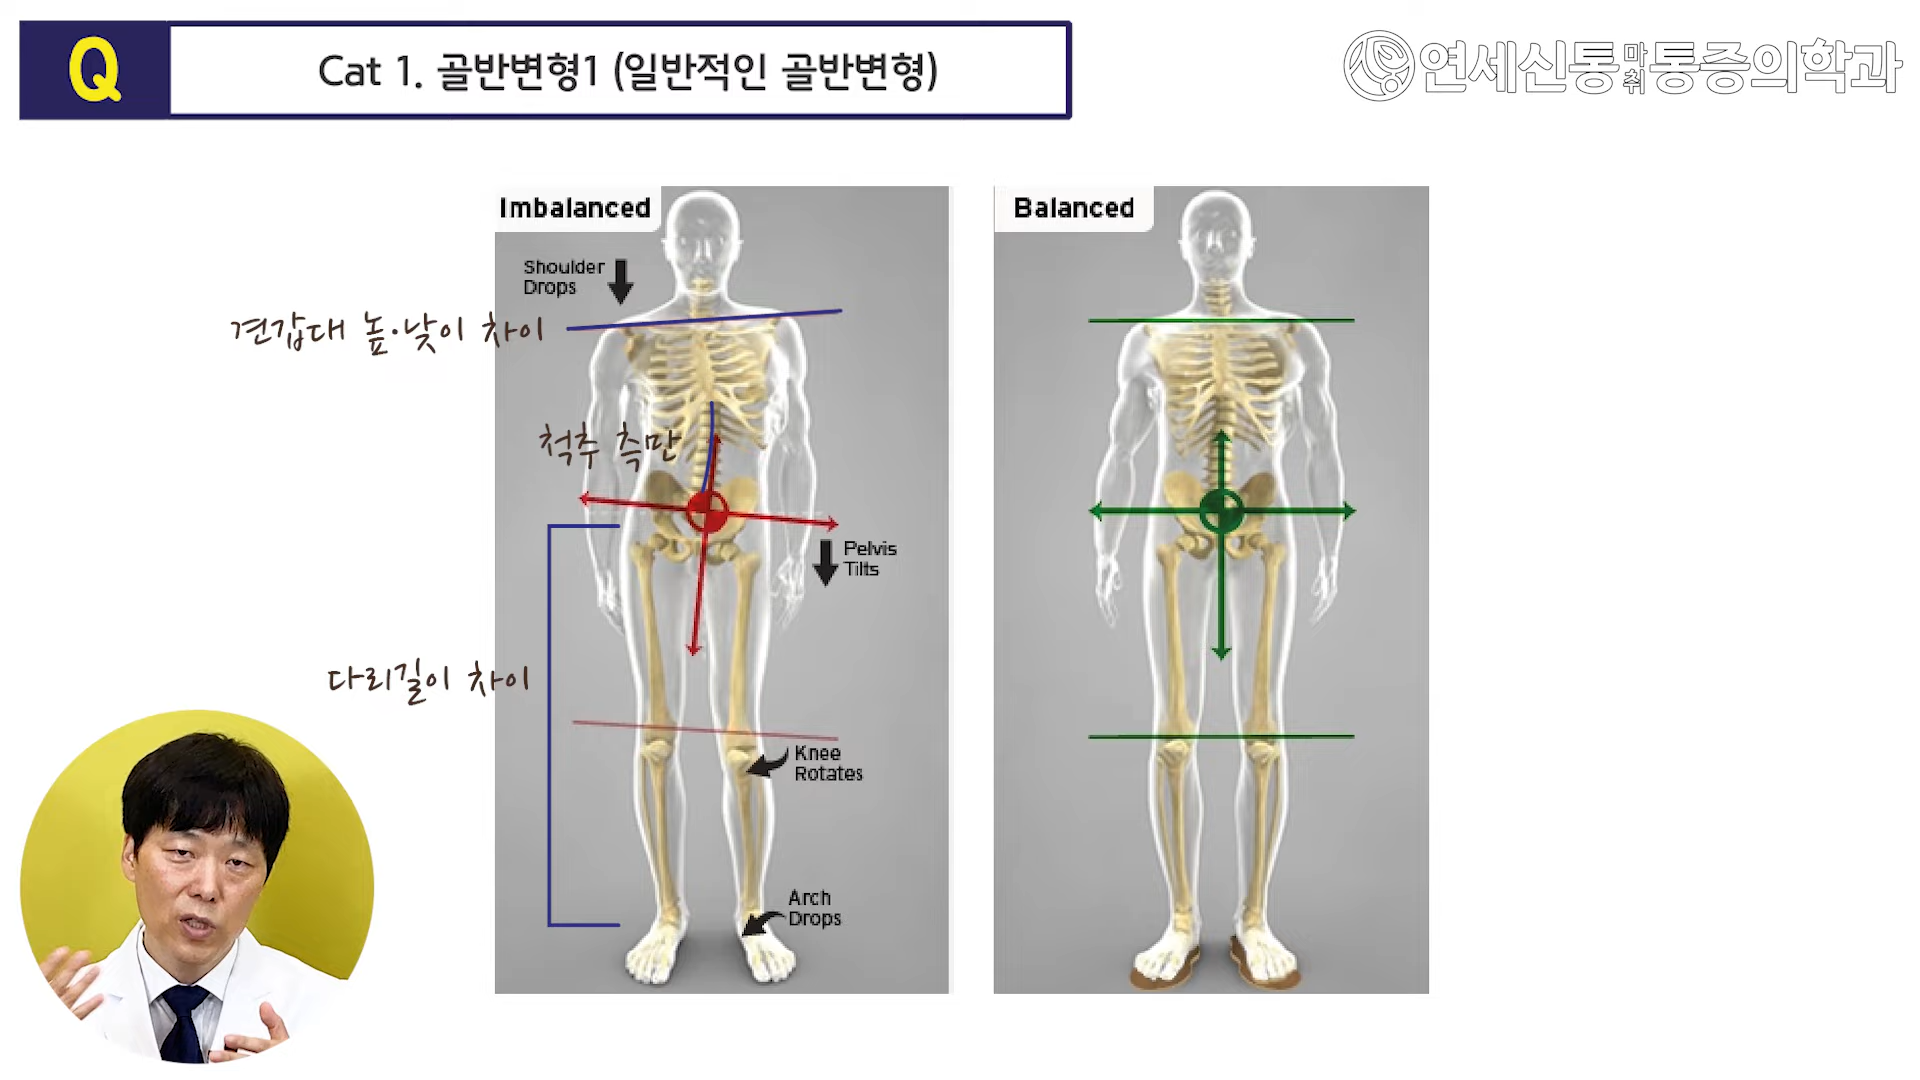 Q
Cat 1. 골반변형1 (일반적인 골반변형)
연세신통마취통증의학과
Imbalanced
Shoulder
Drops
견갑대 높·낮이 차이
척추 측만
Pelvis
Tilts
다리길이 차이
Knee
Rotates
Arch
Drops
Balanced